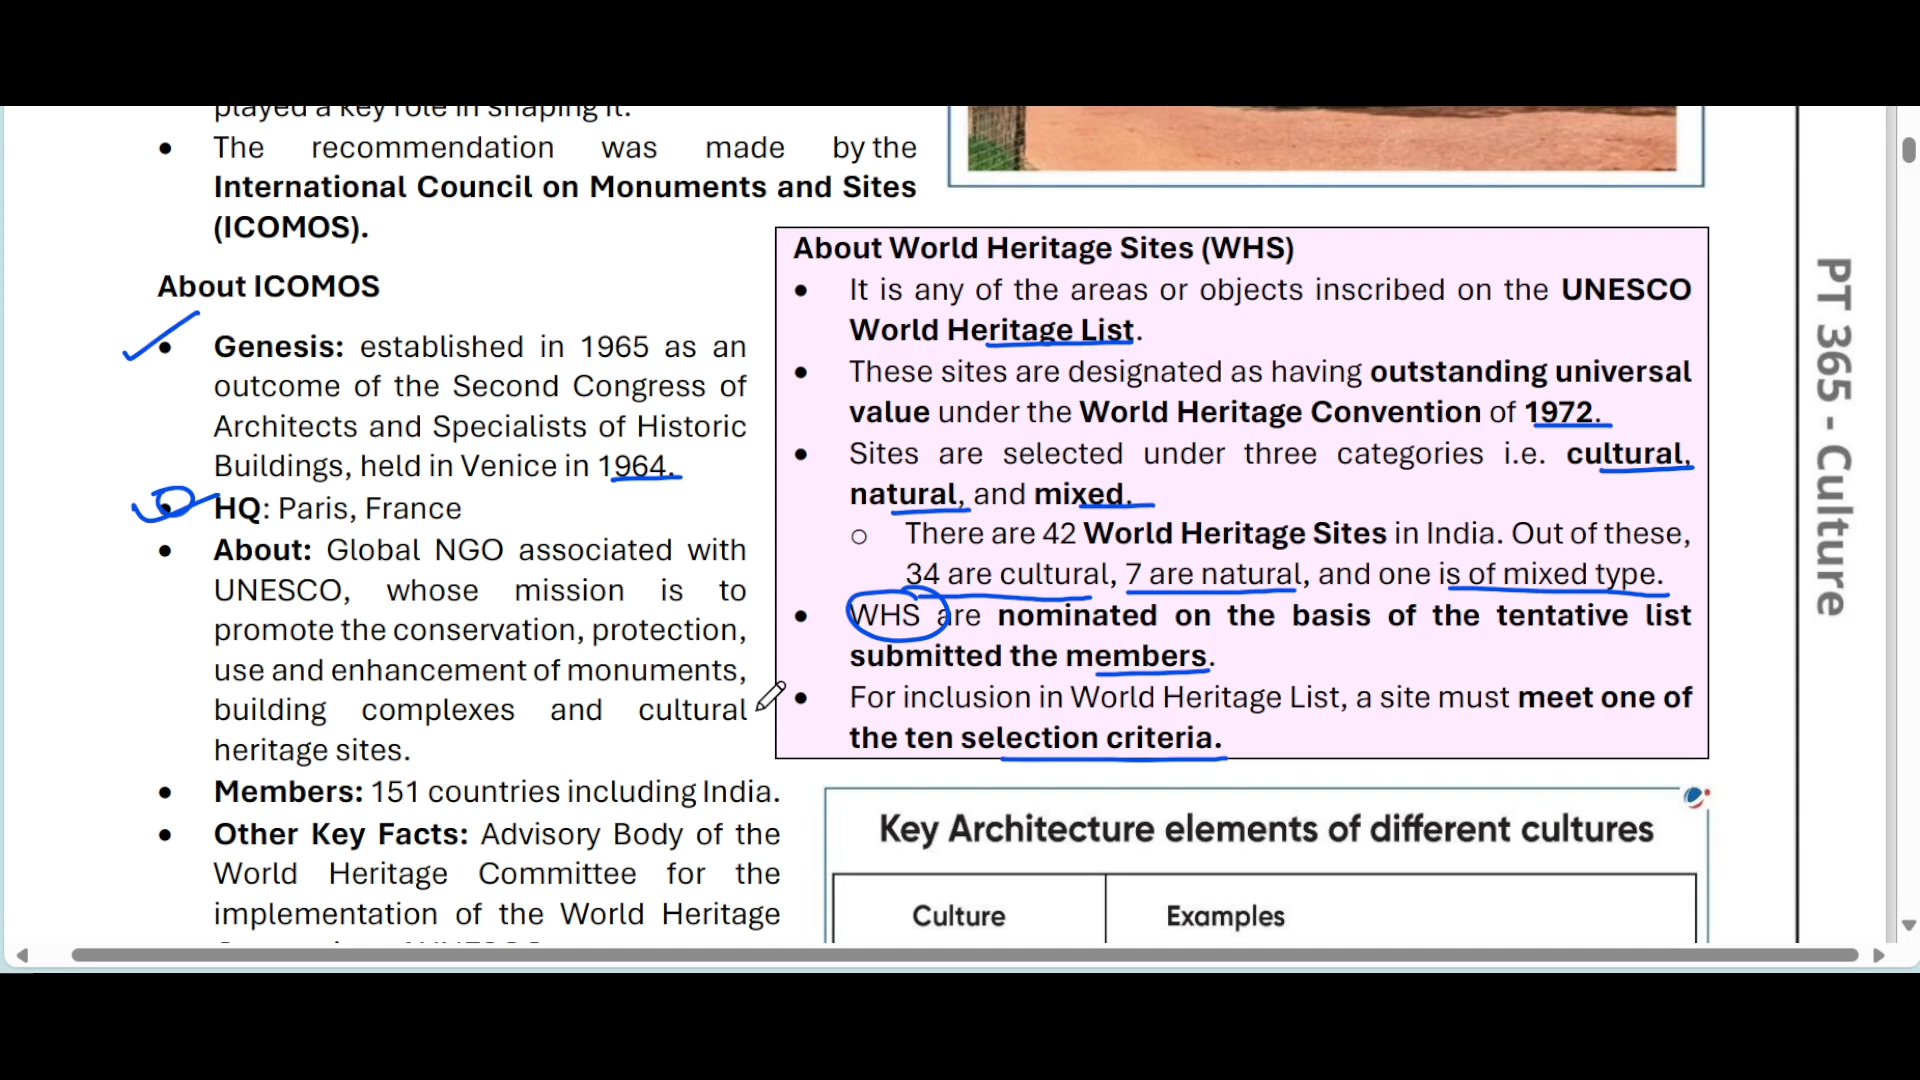 played a key role in shaping it.
The recommendation was made by the
International Council on Monuments and Sites
(ICOMOS).
About ICOMOS
Genesis: established in 1965 as an
outcome of the Second Congress of
Architects and Specialists of Historic
Buildings, held in Venice in 1964.
HQ: Paris, France
About: Global NGO associated with
UNESCO, whose mission is to
promote the conservation, protection,
use and enhancement of monuments,
building complexes and cultural
heritage sites.
Members: 151 countries including India.
Other Key Facts: Advisory Body of the
World Heritage Committee for the
implementation of the World Heritage
About World Heritage Sites (WHS)
It is any of the areas or objects inscribed on the UNESCO
World Heritage List.
These sites are designated as having outstanding universal
value under the World Heritage Convention of 1972.
Sites are selected under three categories i.e. cultural,
natural, and mixed.
There are 42 World Heritage Sites in India. Out of these,
34 are cultural, 7 are natural, and one is of mixed type.
WHS are nominated on the basis of the tentative list
submitted the members.
For inclusion in World Heritage List, a site must meet one of
the ten selection criteria.
Key Architecture elements of different cultures
Culture Examples
PT 365 - Culture